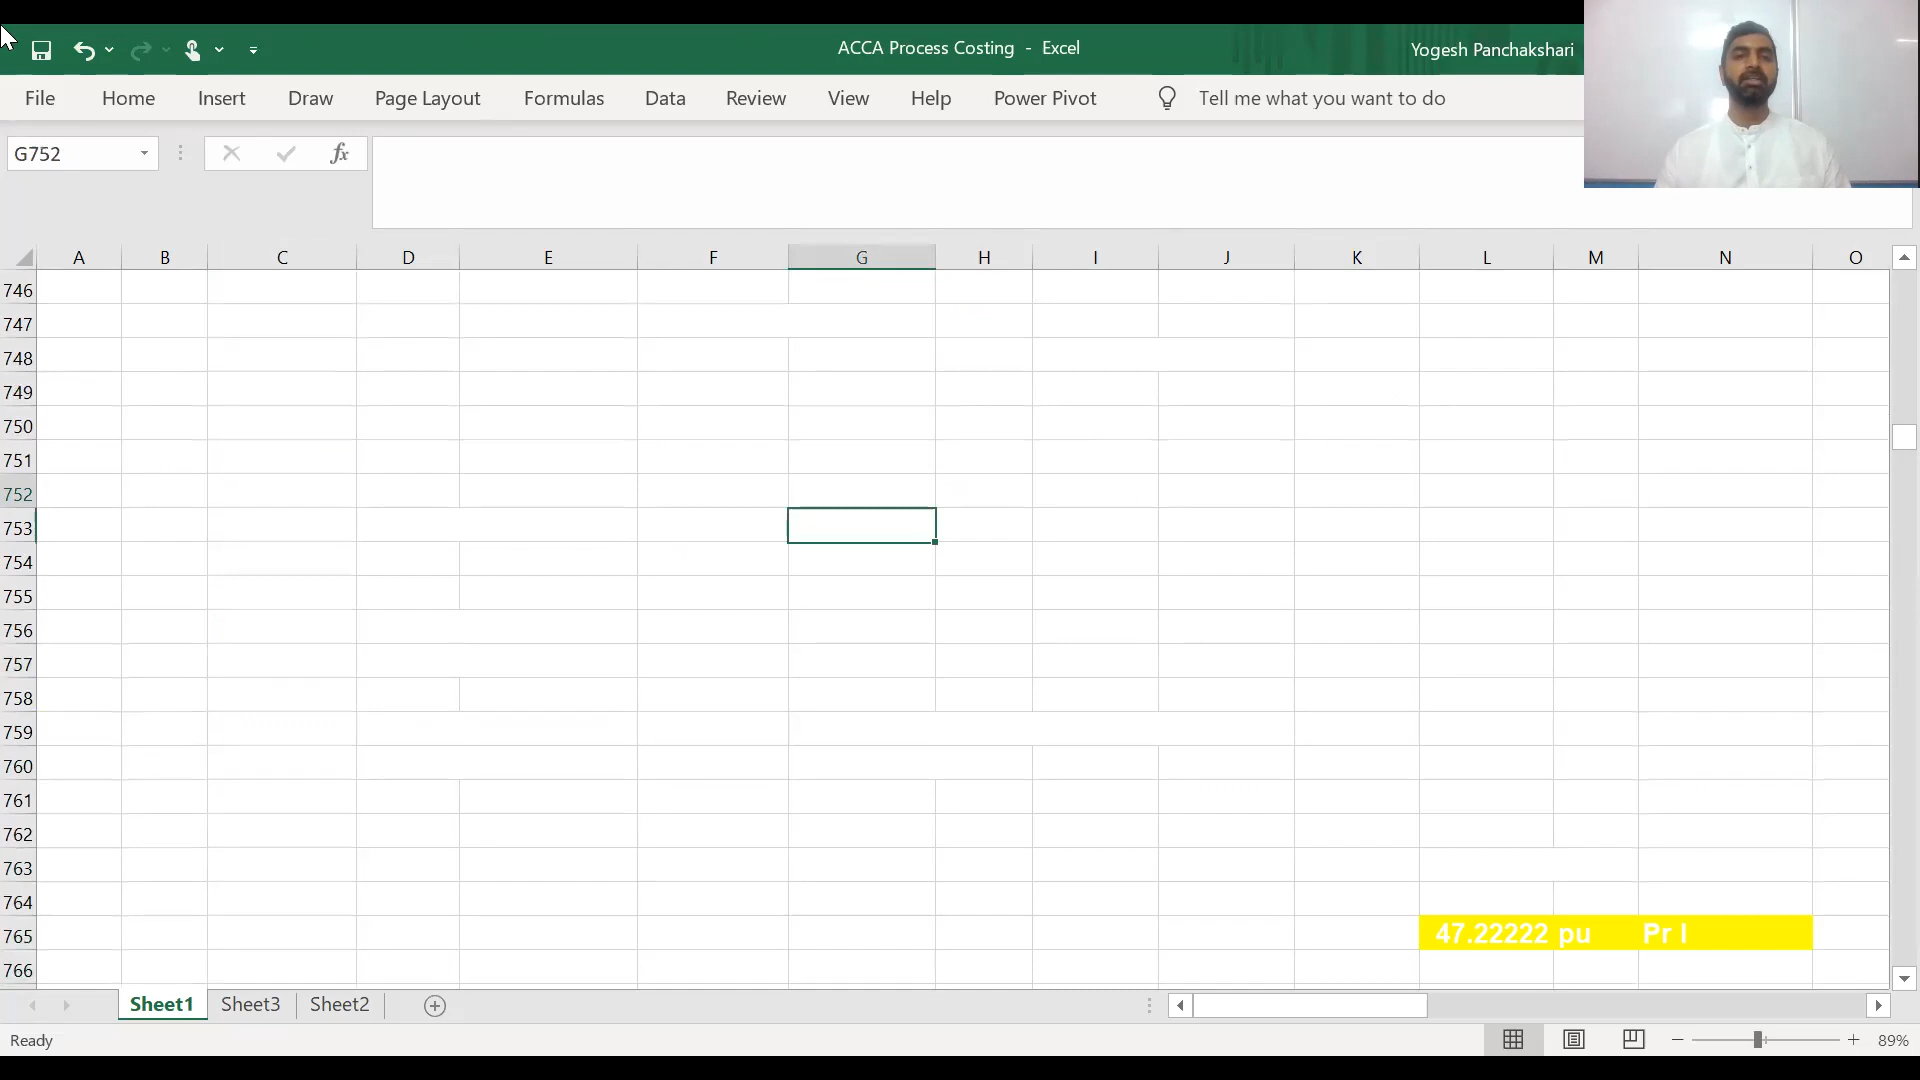 ACCA Process Costing - Excel
Yogesh Panchakshari
File Home Insert Draw Page Layout Formulas Data Review View Help Power Pivot Tell me what you want to do
G752 fx
A B C D E F G H I J K L M N O
746
747
748
749
750
751
752
753
754
755
756
757
758
759
760
761
762
763
764
765 47.22222 pu Pr I
766
Sheet1 Sheet3 Sheet2
Ready 89%